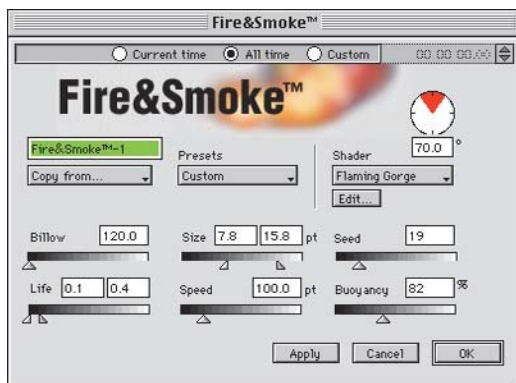 Fire&Smoke™
Current time All time Custom 00 00 00.00
Fire&Smoke™
70.0 °
Fire&Smoke™-1 Presets Shader
Copy from... Custom Flaming Gorge
Edit...
Billow 120.0 Size 7.8 15.8 pt Seed 19
Life 0.1 0.4 Speed 100.0 pt Buoyancy 82 %
Apply Cancel OK